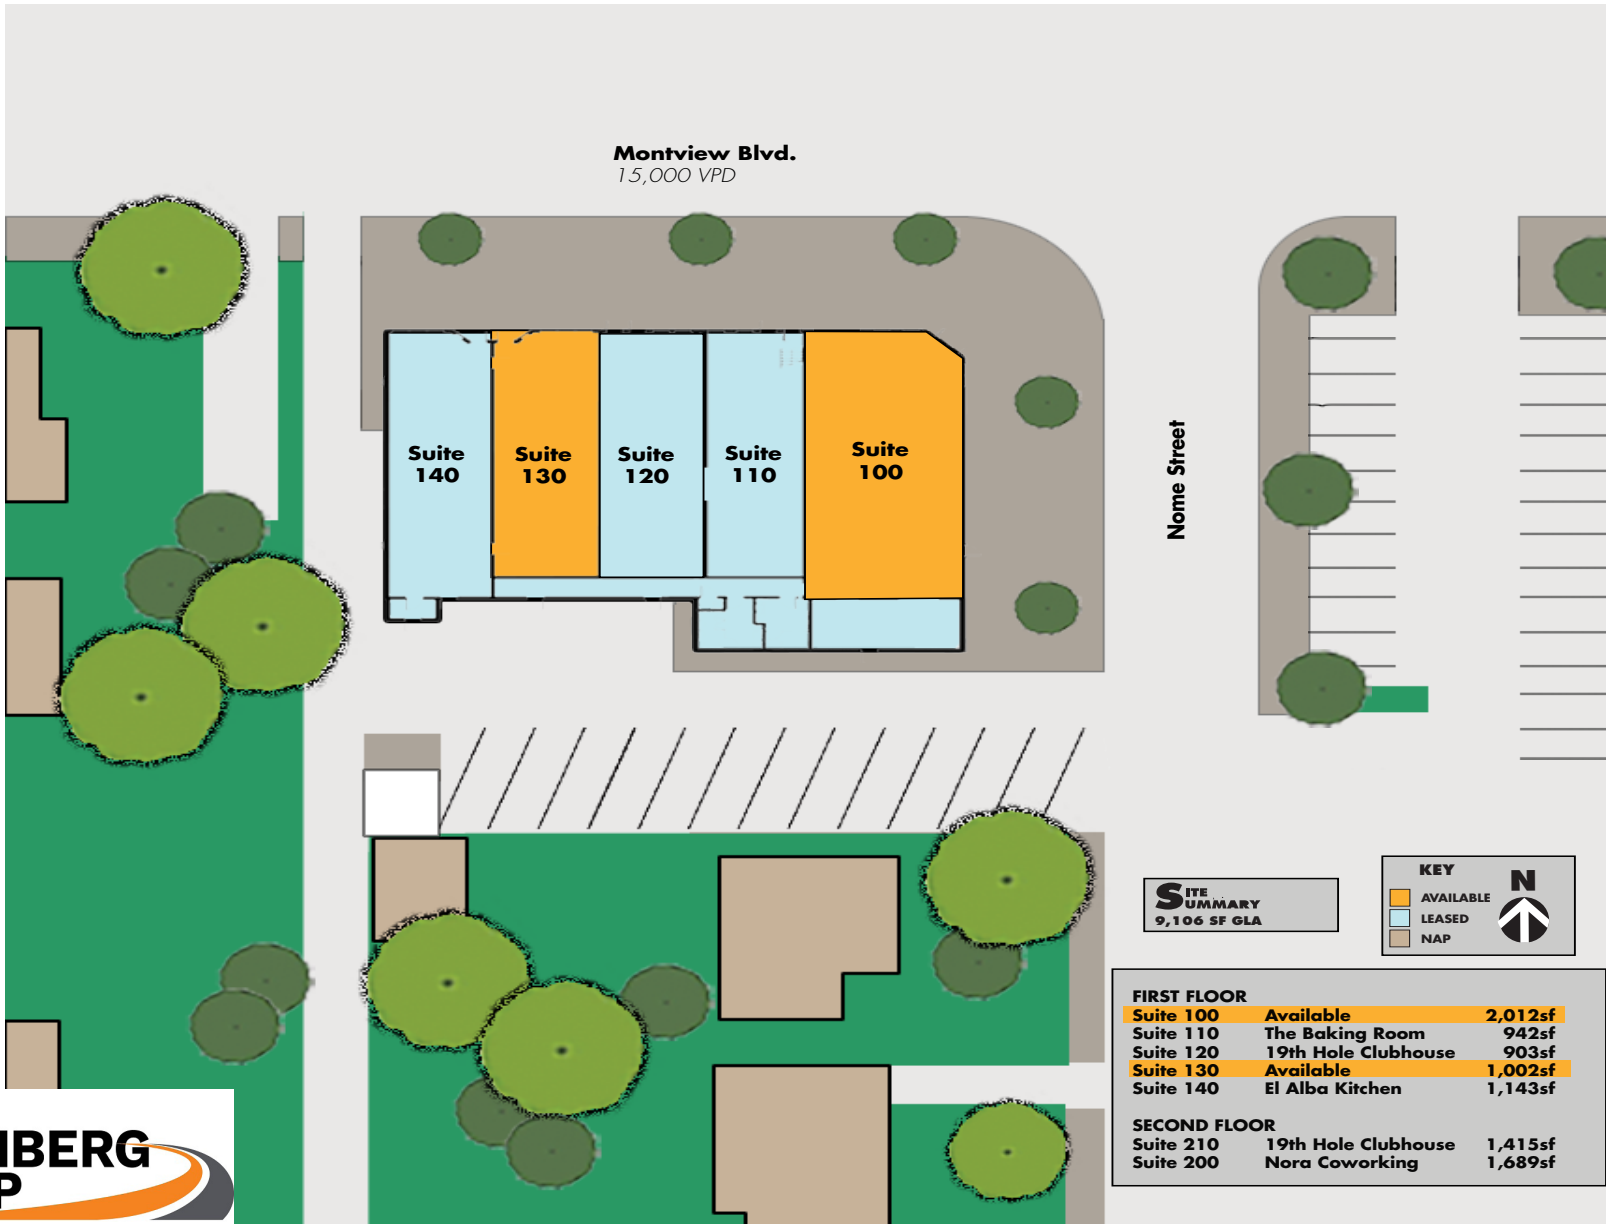 Montview Blvd.
15,000 VPD
Suite
140
Suite
130
Suite
120
Suite
110
Suite
100
Nome Street
SITE
SUMMARY
9,106 SF GLA
KEY
AVAILABLE
LEASED
NAP
N
FIRST FLOOR
Suite 100 Available 2,012sf
Suite 110 The Baking Room 942sf
Suite 120 19th Hole Clubhouse 903sf
Suite 130 Available 1,002sf
Suite 140 El Alba Kitchen 1,143sf
SECOND FLOOR
Suite 210 19th Hole Clubhouse 1,415sf
Suite 200 Nora Coworking 1,689sf
BERG
P